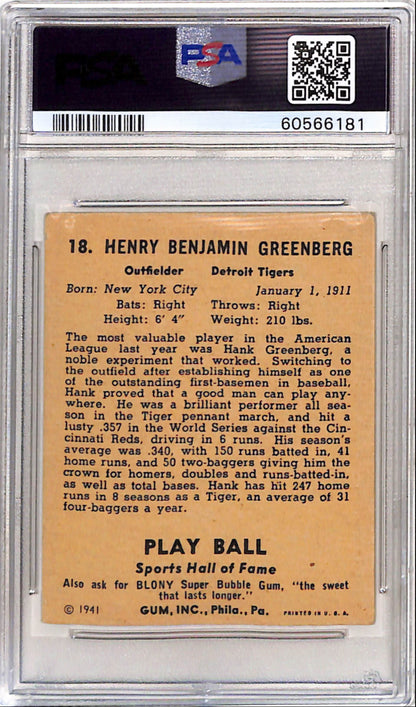 PSA
60566181
18. HENRY BENJAMIN GREENBERG
Outfielder Detroit Tigers
Born: New York City January 1, 1911
Bats: Right Throws: Right
Height: 6' 4" Weight: 210 lbs.
The most valuable player in the American
League last year was Hank Greenberg, a
noble experiment that worked. Switching to
the outfield after establishing himself as one
of the outstanding first-basemen in baseball,
Hank proved that a good man can play any-
where. He was a brilliant performer all sea-
son in the Tiger pennant march, and hit a
lusty .357 in the World Series against the Cin-
cinnati Reds, driving in 6 runs. His season's
average was .340, with 150 runs batted in, 41
home runs, and 50 two-baggers giving him the
crown for homers, doubles and runs-batted-in,
as well as total bases. Hank has hit 247 home
runs in 8 seasons as a Tiger, an average of 31
four-baggers a year.
PLAY BALL
Sports Hall of Fame
Also ask for BLONY Super Bubble Gum, "the sweet
that lasts longer."
© 1941 GUM, INC., Phila., Pa. PRINTED IN U.S.A.